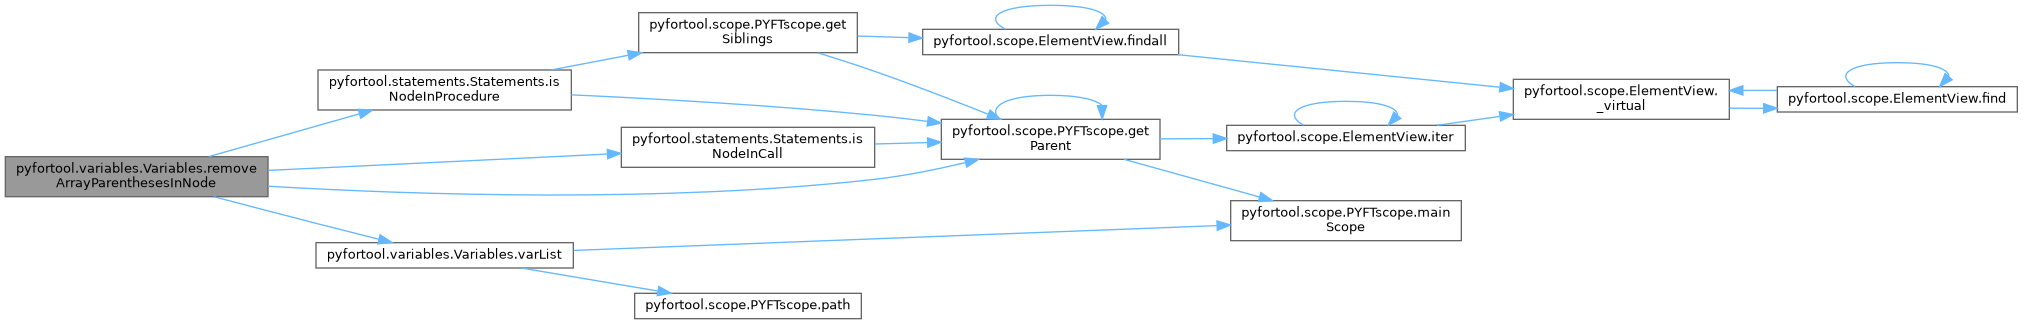 pyfortool.variables.Variables.remove
ArrayParenthesesInNode
pyfortool.statements.Statements.is
NodeInProcedure
pyfortool.scope.PYFTscope.get
Siblings
pyfortool.scope.ElementView.findall
pyfortool.statements.Statements.is
NodeInCall
pyfortool.scope.PYFTscope.get
Parent
pyfortool.scope.ElementView.iter
pyfortool.scope.ElementView.
_virtual
pyfortool.scope.ElementView.find
pyfortool.scope.PYFTscope.main
Scope
pyfortool.variables.Variables.varList
pyfortool.scope.PYFTscope.path